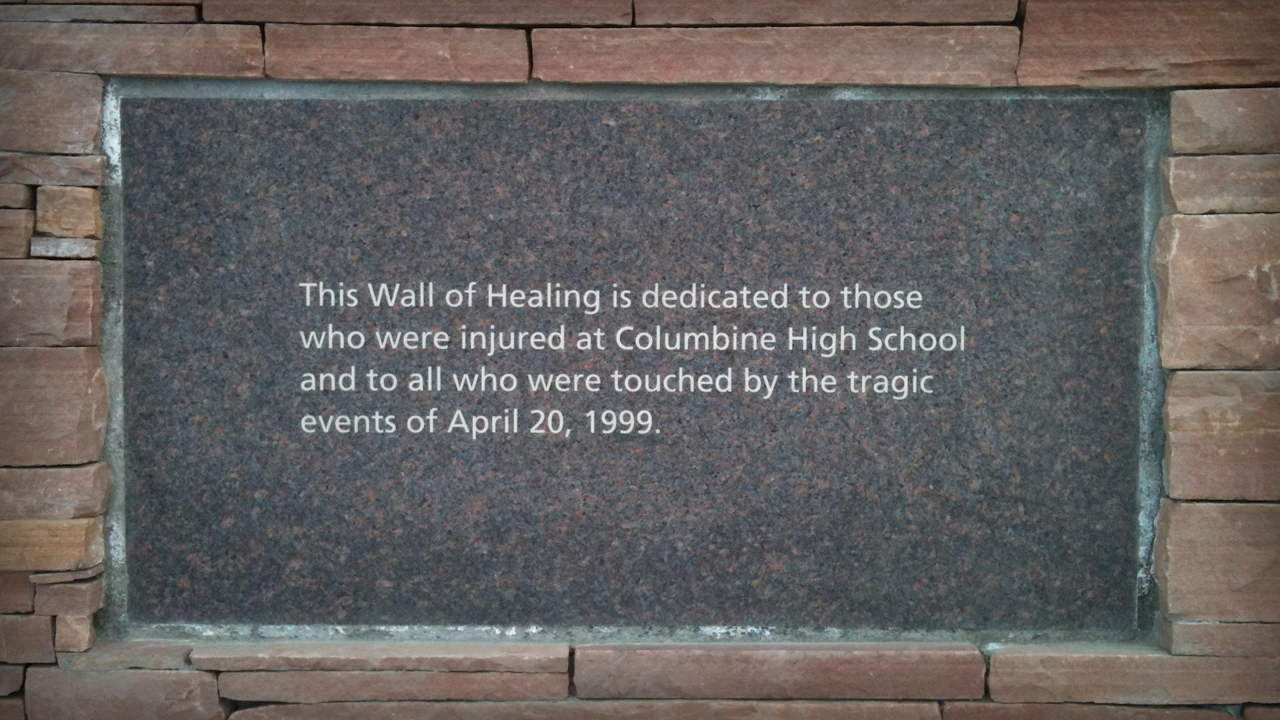 This Wall of Healing is dedicated to those
who were injured at Columbine High School
and to all who were touched by the tragic
events of April 20, 1999.